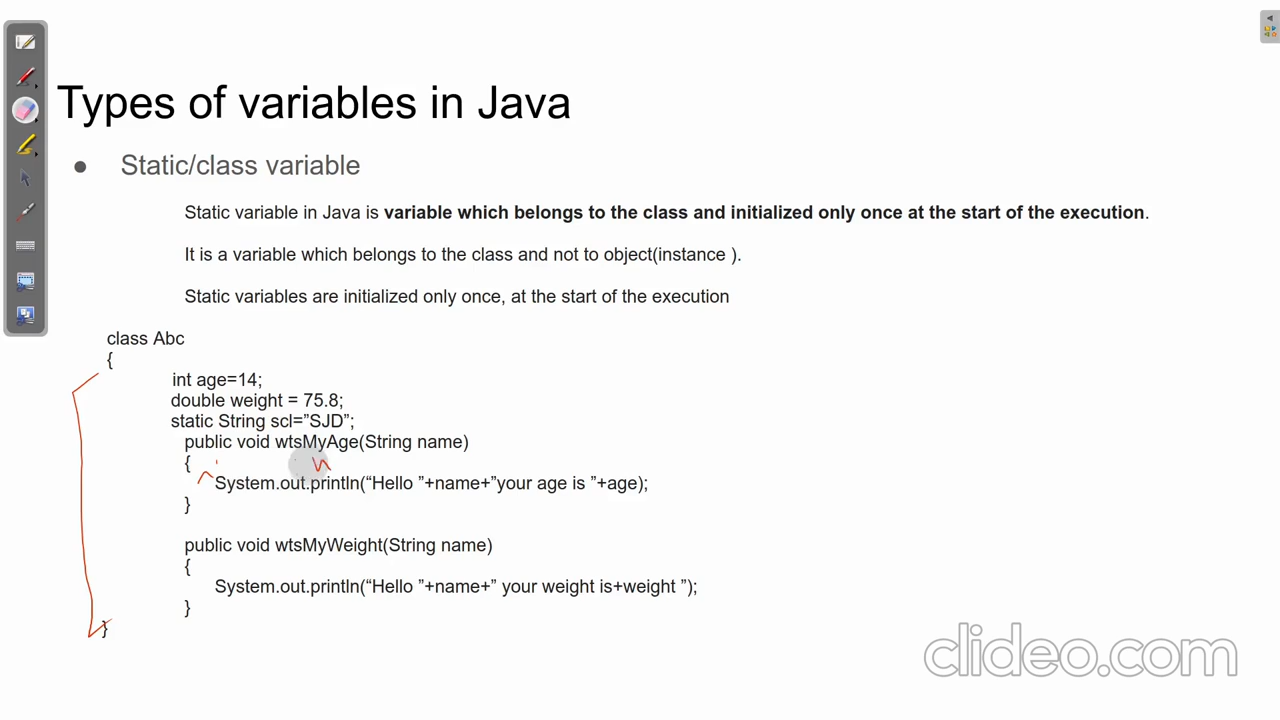 Types of variables in Java
● Static/class variable
Static variable in Java is variable which belongs to the class and initialized only once at the start of the execution.
It is a variable which belongs to the class and not to object(instance ).
Static variables are initialized only once, at the start of the execution
class Abc
{
int age=14;
double weight = 75.8;
static String scl=”SJD”;
public void wtsMyAge(String name)
{
System.out.println(“Hello ”+name+”your age is ”+age);
}
public void wtsMyWeight(String name)
{
System.out.println(“Hello ”+name+” your weight is+weight ”);
}
}
clideo.com